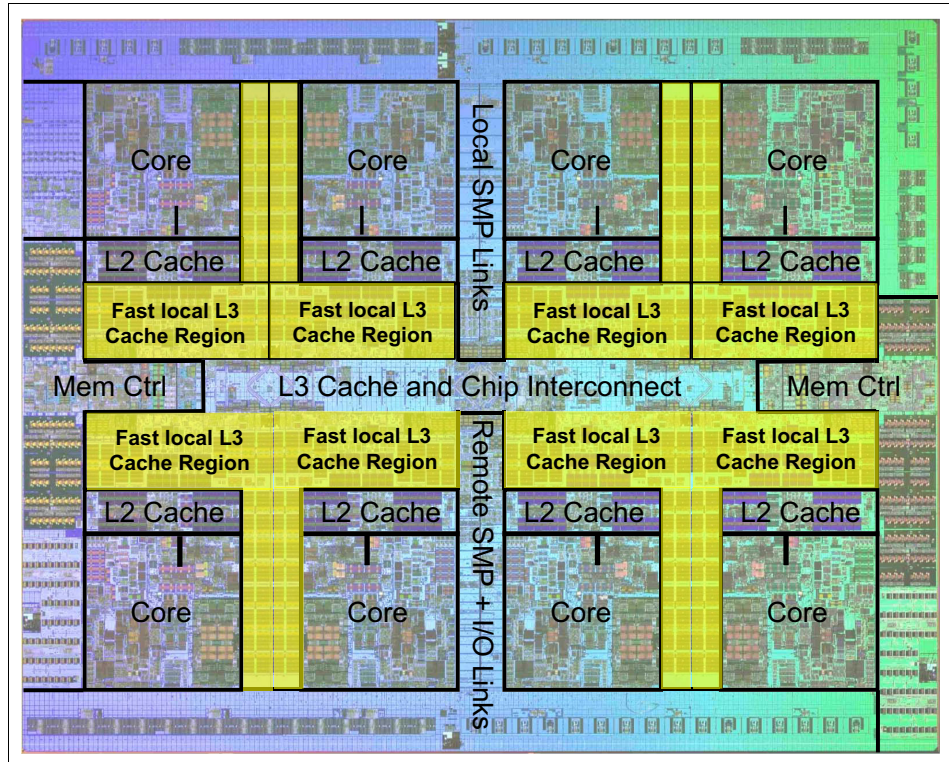 Core
Core
Core
Core
Local SMP Links
L2 Cache
L2 Cache
L2 Cache
L2 Cache
Fast local L3
Cache Region
Fast local L3
Cache Region
Fast local L3
Cache Region
Fast local L3
Cache Region
Mem Ctrl
L3 Cache and Chip Interconnect
Mem Ctrl
Fast local L3
Cache Region
Fast local L3
Cache Region
Fast local L3
Cache Region
Fast local L3
Cache Region
Remote SMP + I/O Links
L2 Cache
L2 Cache
L2 Cache
L2 Cache
Core
Core
Core
Core